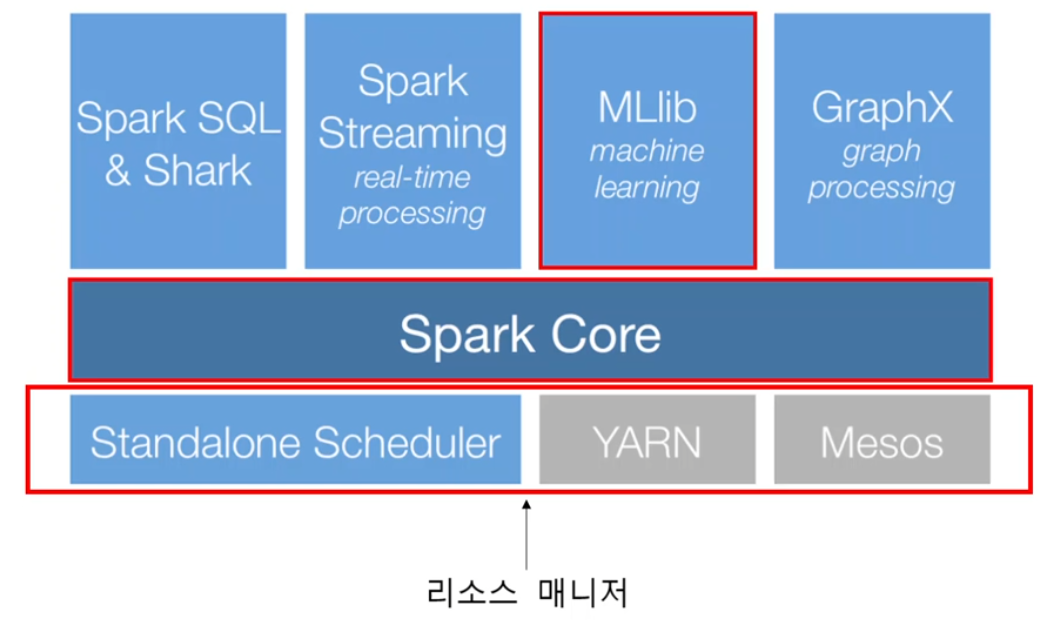 Spark SQL
& Shark
Spark
Streaming
real-time
processing
MLlib
machine
learning
GraphX
graph
processing
Spark Core
Standalone Scheduler
YARN
Mesos
리소스 매니저